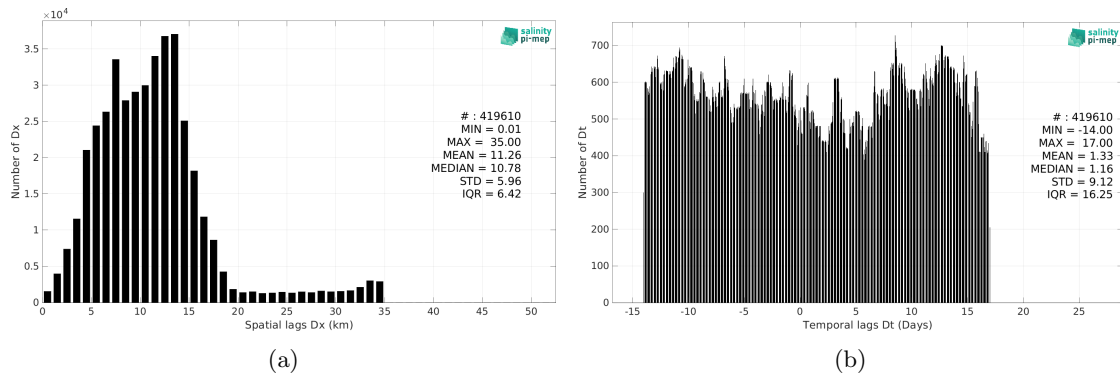 ×10⁴
3.5
3
2.5
2
1.5
1
0.5
0
Number of Dx
0 5 10 15 20 25 30 35 40 45 50
Spatial lags Dx (km)
salinity
pi-mep
# : 419610
MIN = 0.01
MAX = 35.00
MEAN = 11.26
MEDIAN = 10.78
STD = 5.96
IQR = 6.42
(a)
700
600
500
400
300
200
100
0
Number of Dt
-15 -10 -5 0 5 10 15 20 25
Temporal lags Dt (Days)
salinity
pi-mep
# : 419610
MIN = -14.00
MAX = 17.00
MEAN = 1.33
MEDIAN = 1.16
STD = 9.12
IQR = 16.25
(b)